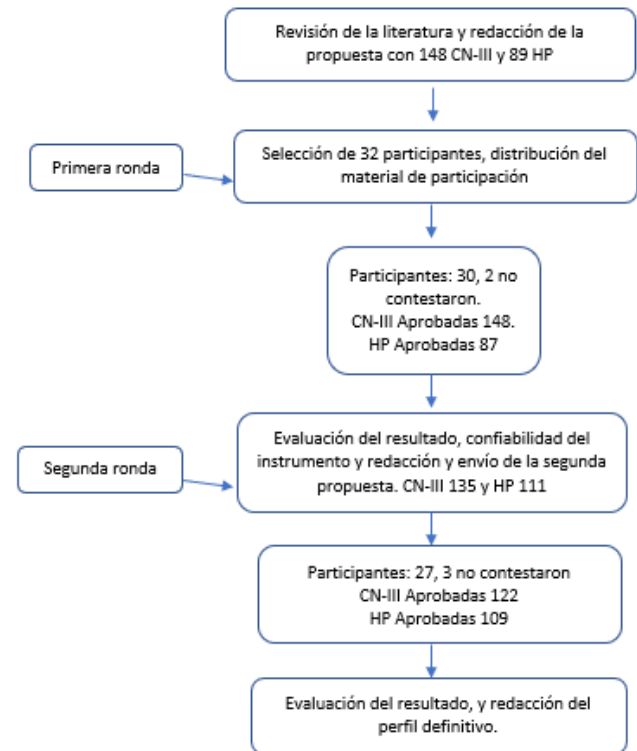 Revisión de la literatura y redacción de la
propuesta con 148 CN-III y 89 HP
Primera ronda
Selección de 32 participantes, distribución del
material de participación
Participantes: 30, 2 no
contestaron.
CN-III Aprobadas 148.
HP Aprobadas 87
Segunda ronda
Evaluación del resultado, confiabilidad del
instrumento y redacción y envío de la segunda
propuesta. CN-III 135 y HP 111
Participantes: 27, 3 no contestaron
CN-III Aprobadas 122
HP Aprobadas 109
Evaluación del resultado, y redacción del
perfil definitivo.